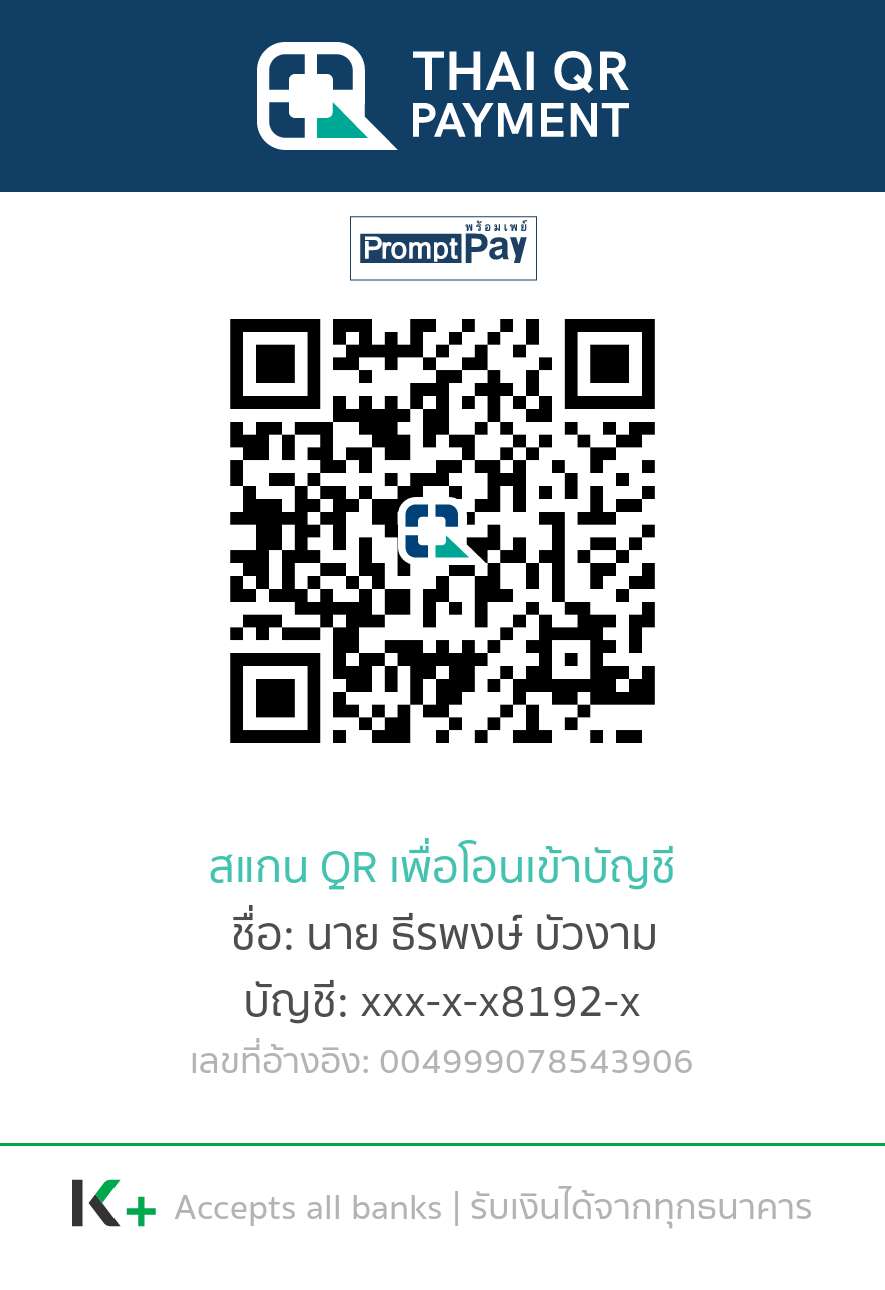 THAI QR
PAYMENT
พร้อมเพย์
PromptPay
สแกน QR เพื่อโอนเข้าบัญชี
ชื่อ: นาย ธีรพงษ์ บัวงาม
บัญชี: xxx-x-x8192-x
เลขที่อ้างอิง: 004999078543906
K+ Accepts all banks | รับเงินได้จากทุกธนาคาร